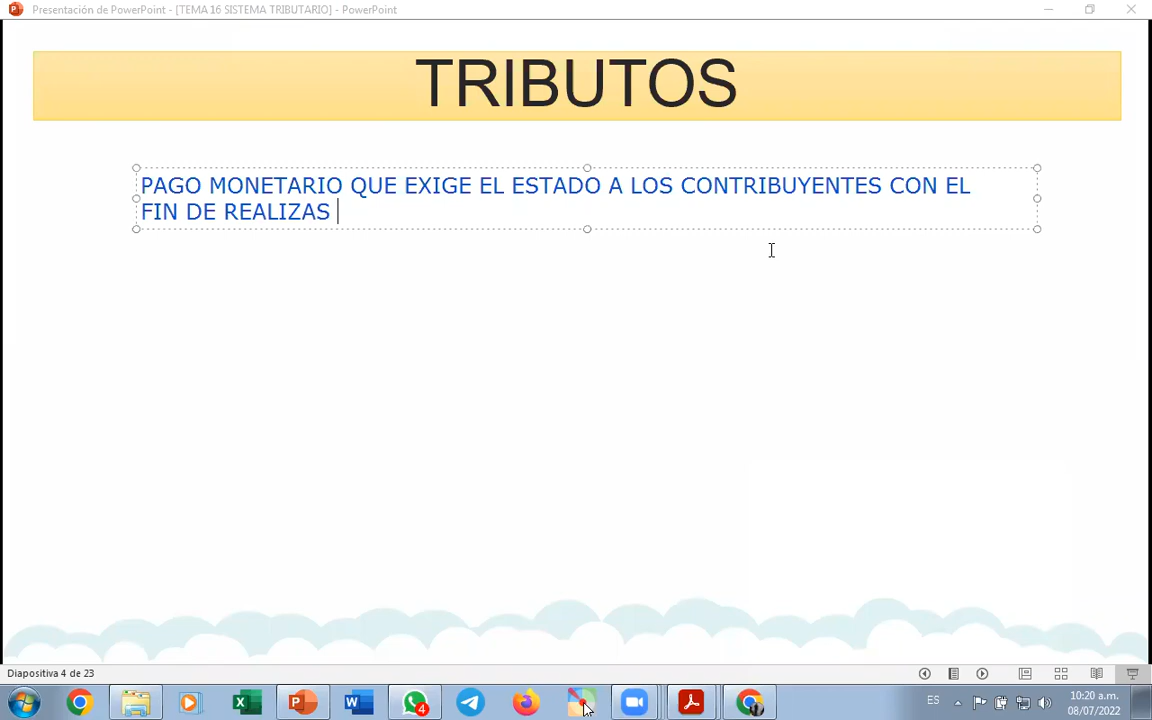 Presentación de PowerPoint - [TEMA 16 SISTEMA TRIBUTARIO] - PowerPoint
TRIBUTOS
PAGO MONETARIO QUE EXIGE EL ESTADO A LOS CONTRIBUYENTES CON EL
FIN DE REALIZAS
Diapositiva 4 de 23
4
ES
10:20 a.m.
08/07/2022